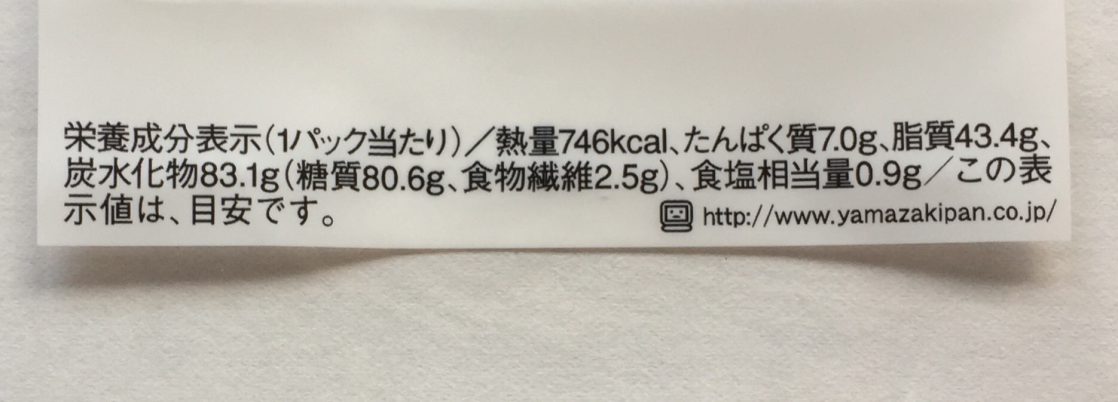 栄養成分表示(1パック当たり)／熱量746kcal、たんぱく質7.0g、脂質43.4g、
炭水化物83.1g(糖質80.6g、食物繊維2.5g)、食塩相当量0.9g／この表
示値は、目安です。 http://www.yamazakipan.co.jp/